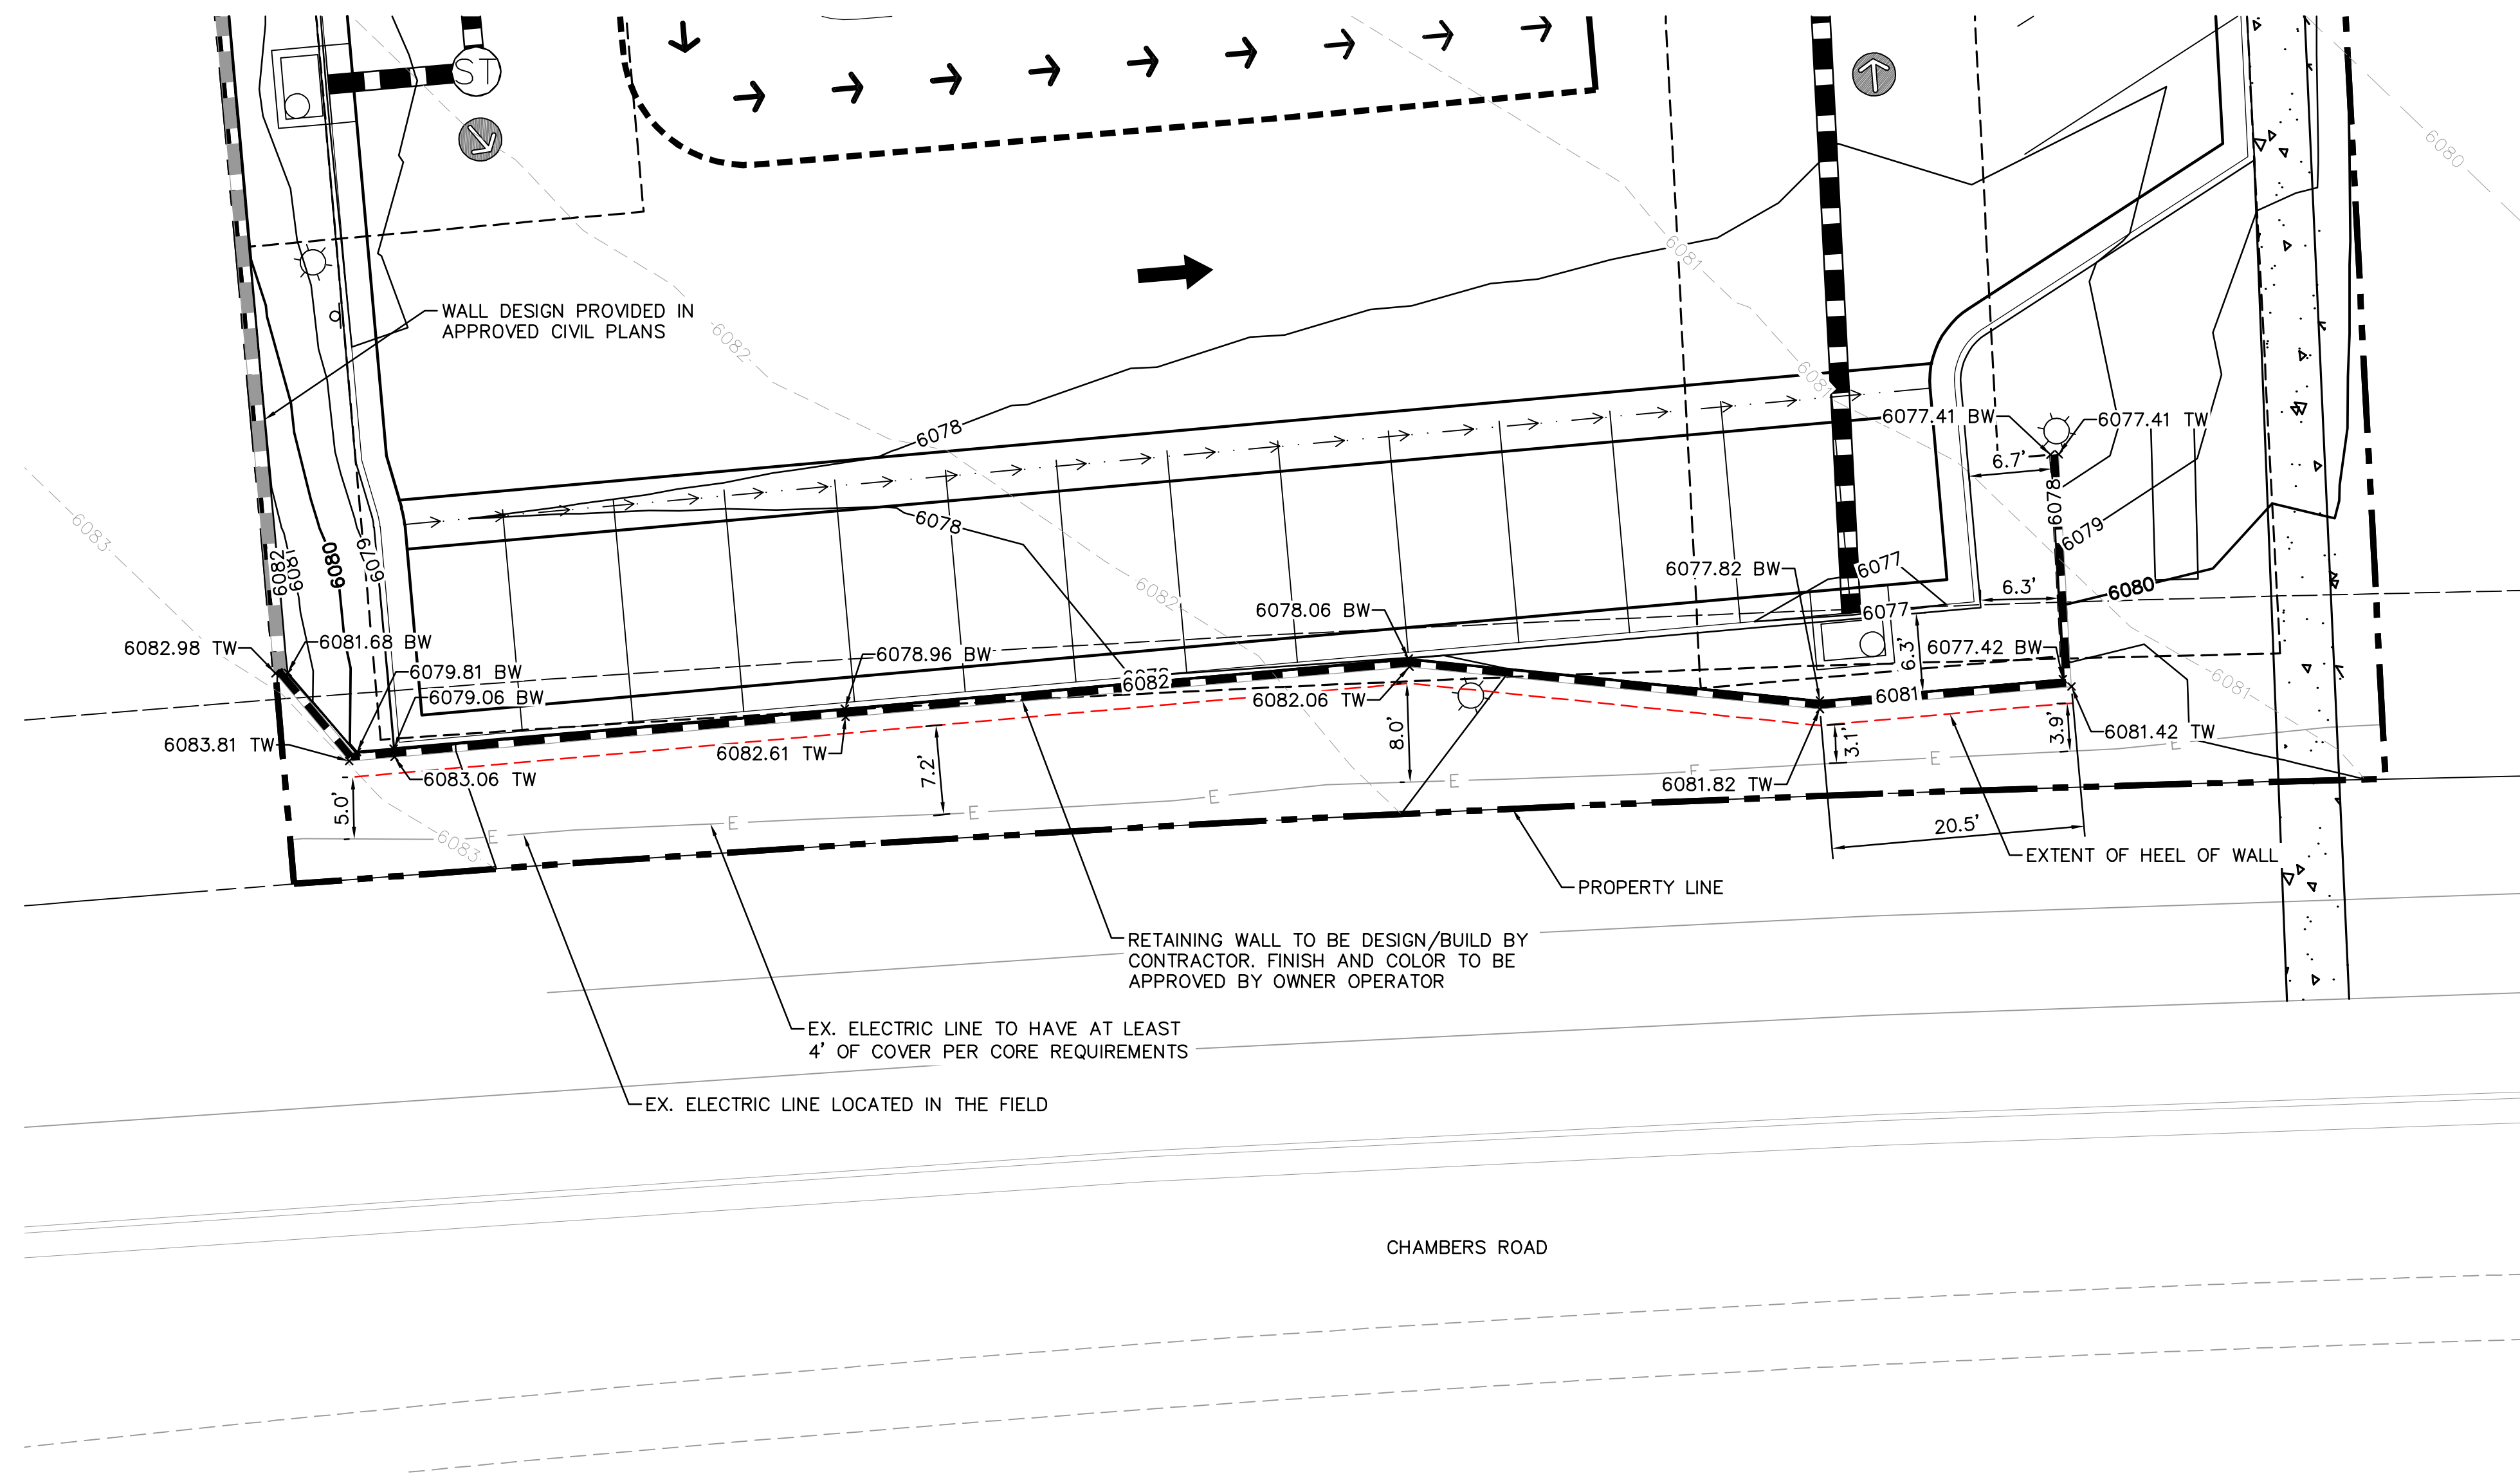 ST
6080
6081
WALL DESIGN PROVIDED IN
APPROVED CIVIL PLANS
6082
6081
6077.41 BW
6077.41 TW
6078
6.7'
6083
6078
6078
6079
6082
6081
6080
6079
6077.82 BW
6077
6082
6.3'
6080
6078.06 BW
6077
6082.98 TW
6081.68 BW
6078.96 BW
6.3'
6077.42 BW
6079.81 BW
6082
6081
6081
6079.06 BW
6082.06 TW
6083.81 TW
6082.61 TW
8.0'
3.1'
3.9'
6081.42 TW
6083.06 TW
7.2'
6081.82 TW
5.0'
E
E
E
E
E
E
E
E
6083
20.5'
EXTENT OF HEEL OF WALL
PROPERTY LINE
RETAINING WALL TO BE DESIGN/BUILD BY
CONTRACTOR. FINISH AND COLOR TO BE
APPROVED BY OWNER OPERATOR
EX. ELECTRIC LINE TO HAVE AT LEAST
4' OF COVER PER CORE REQUIREMENTS
EX. ELECTRIC LINE LOCATED IN THE FIELD
CHAMBERS ROAD